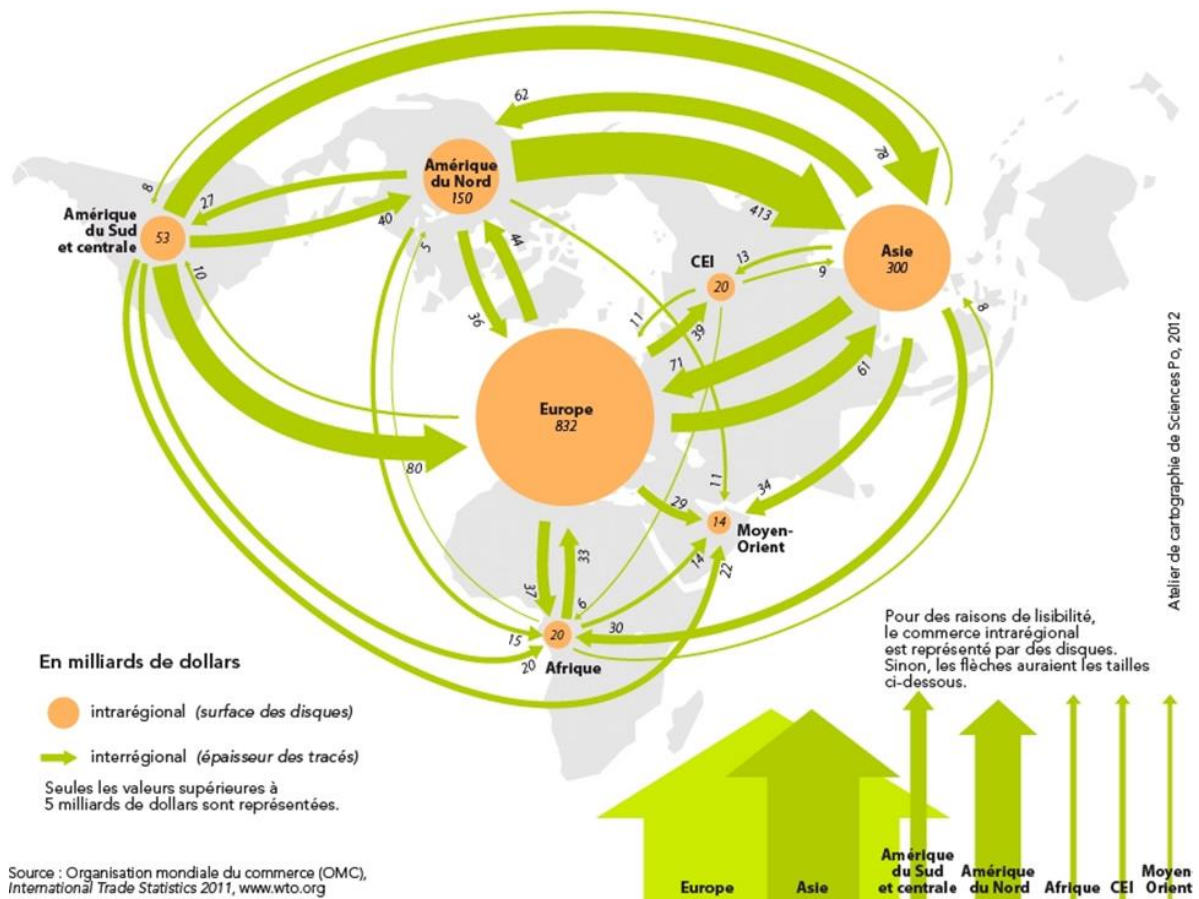 62
78
8
Amérique
du Nord
150
27
413
Amérique
du Sud
et centrale
53
40
5
Asie
300
10
44
CEI
20
13
9
8
36
11
39
71
61
Europe
832
80
11
34
29
14
Moyen-
Orient
33
37
14
22
6
15
20
30
20
Afrique
Atelier de cartographie de Sciences Po, 2012
Pour des raisons de lisibilité,
le commerce intrarégional
est représenté par des disques.
Sinon, les flèches auraient les tailles
ci-dessous.
En milliards de dollars
intrarégional (surface des disques)
interrégional (épaisseur des tracés)
Seules les valeurs supérieures à
5 milliards de dollars sont représentées.
Source : Organisation mondiale du commerce (OMC),
International Trade Statistics 2011, www.wto.org
Europe
Asie
Amérique
du Sud
et centrale
Amérique
du Nord
Afrique
CEI
Moyen-
Orient